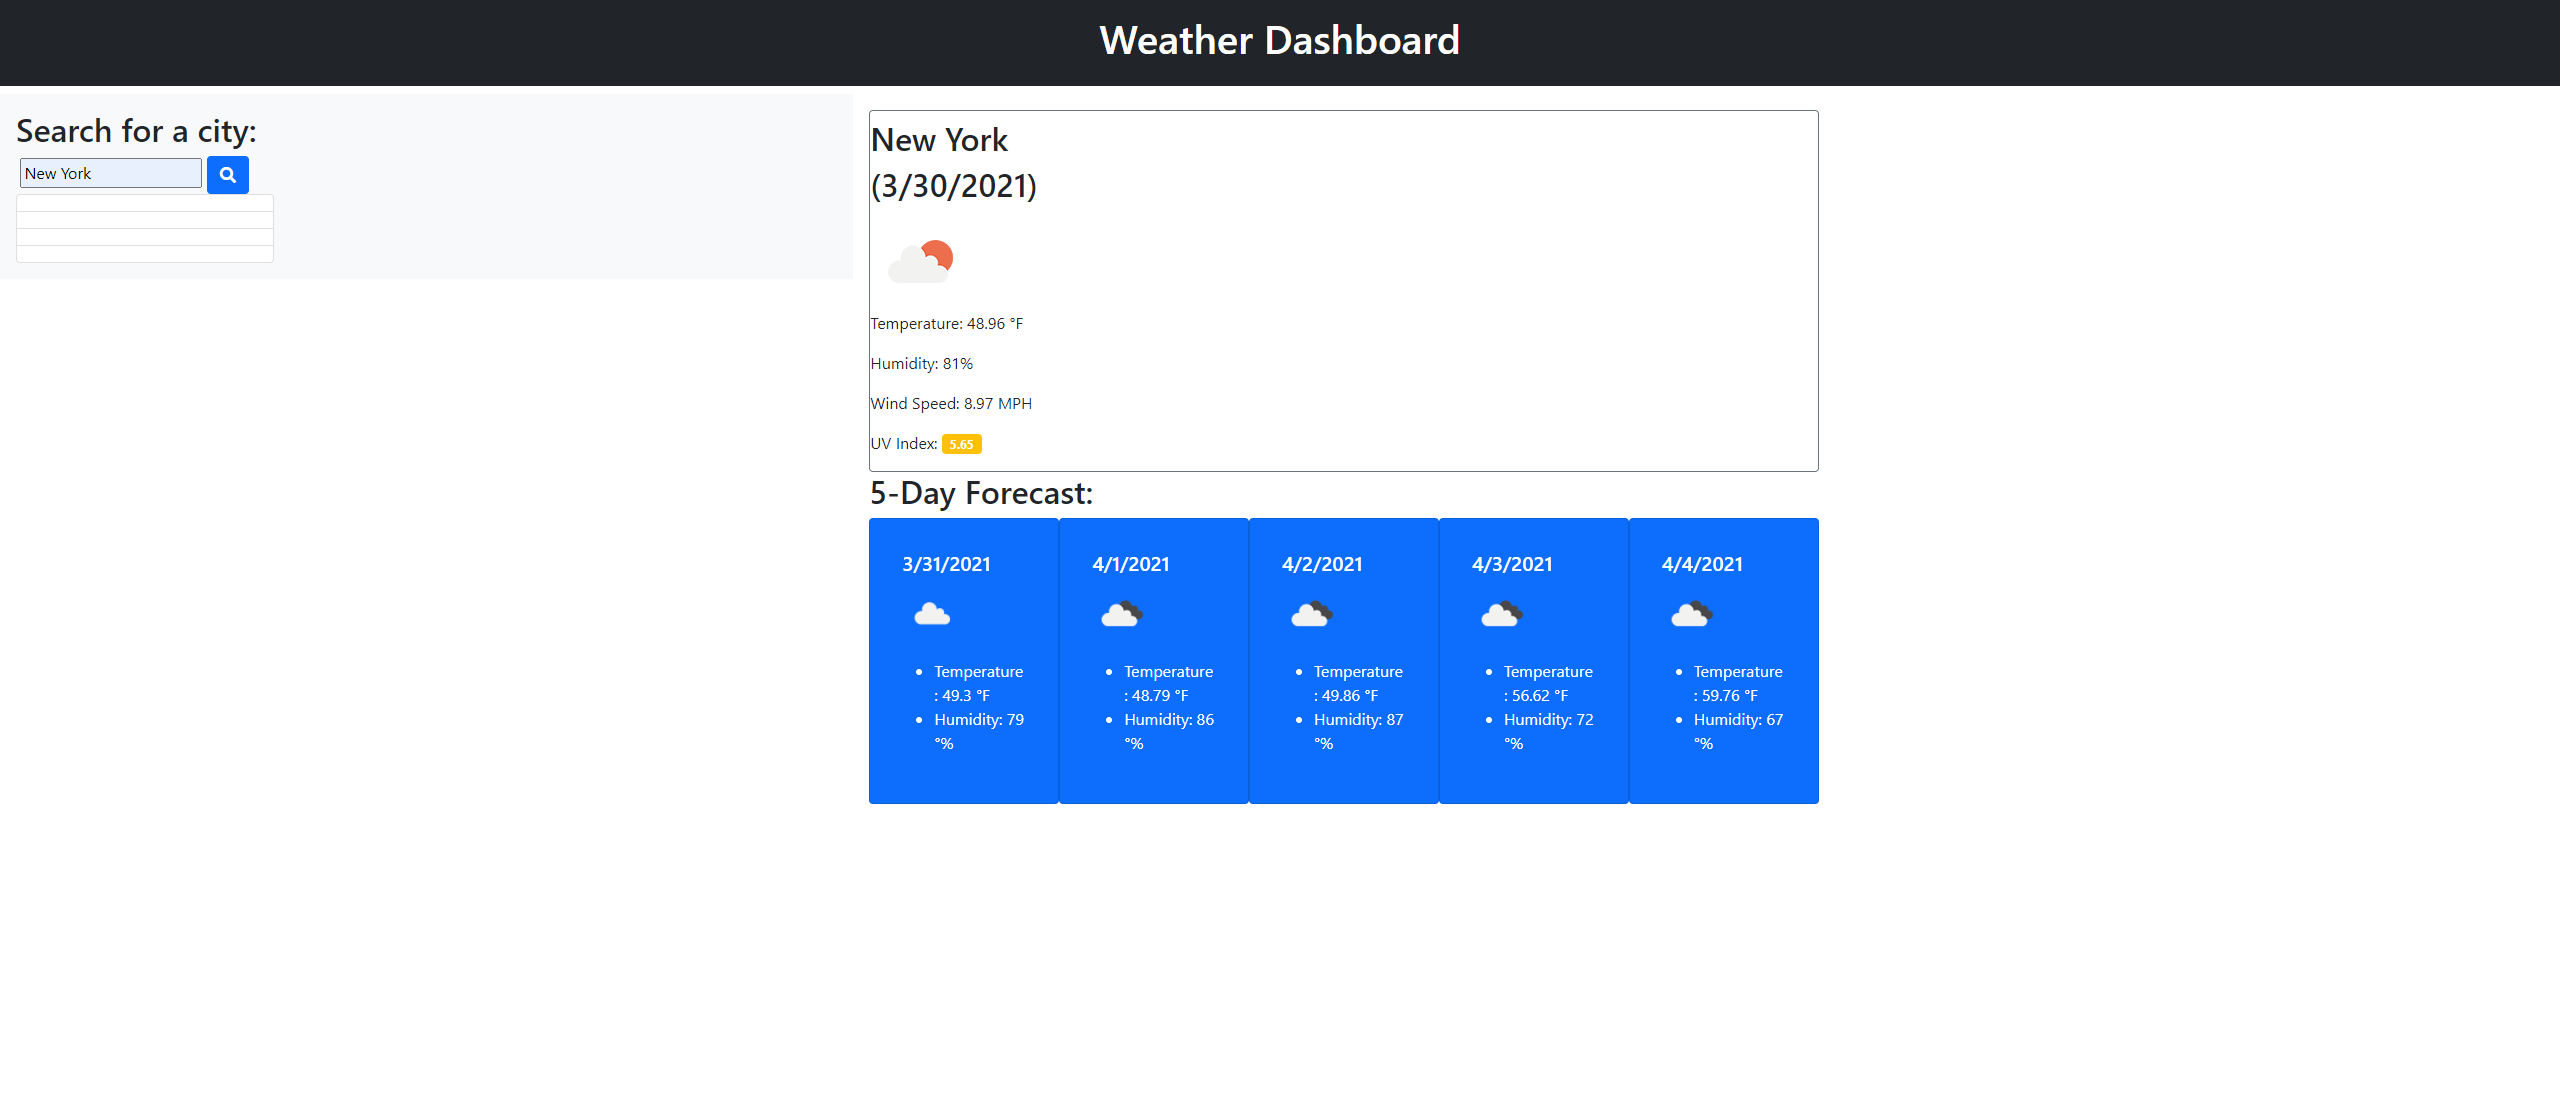 Weather Dashboard
Search for a city:
New York
New York
(3/30/2021)
Temperature: 48.96 °F
Humidity: 81%
Wind Speed: 8.97 MPH
UV Index: 5.65
5-Day Forecast:
3/31/2021
Temperature
: 49.3 °F
Humidity: 79
°%
4/1/2021
Temperature
: 48.79 °F
Humidity: 86
°%
4/2/2021
Temperature
: 49.86 °F
Humidity: 87
°%
4/3/2021
Temperature
: 56.62 °F
Humidity: 72
°%
4/4/2021
Temperature
: 59.76 °F
Humidity: 67
°%